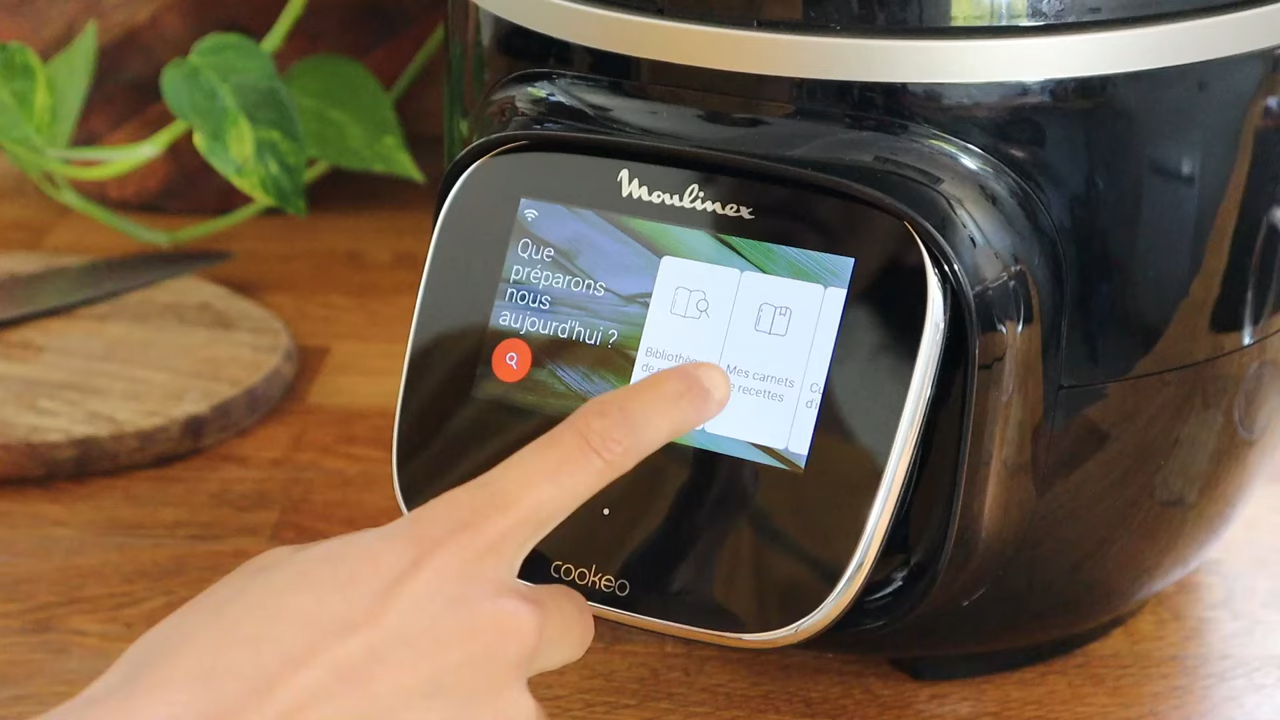 Moulinex
Que
préparons
nous
aujourd'hui ?
Mes carnets
recettes
cookeo